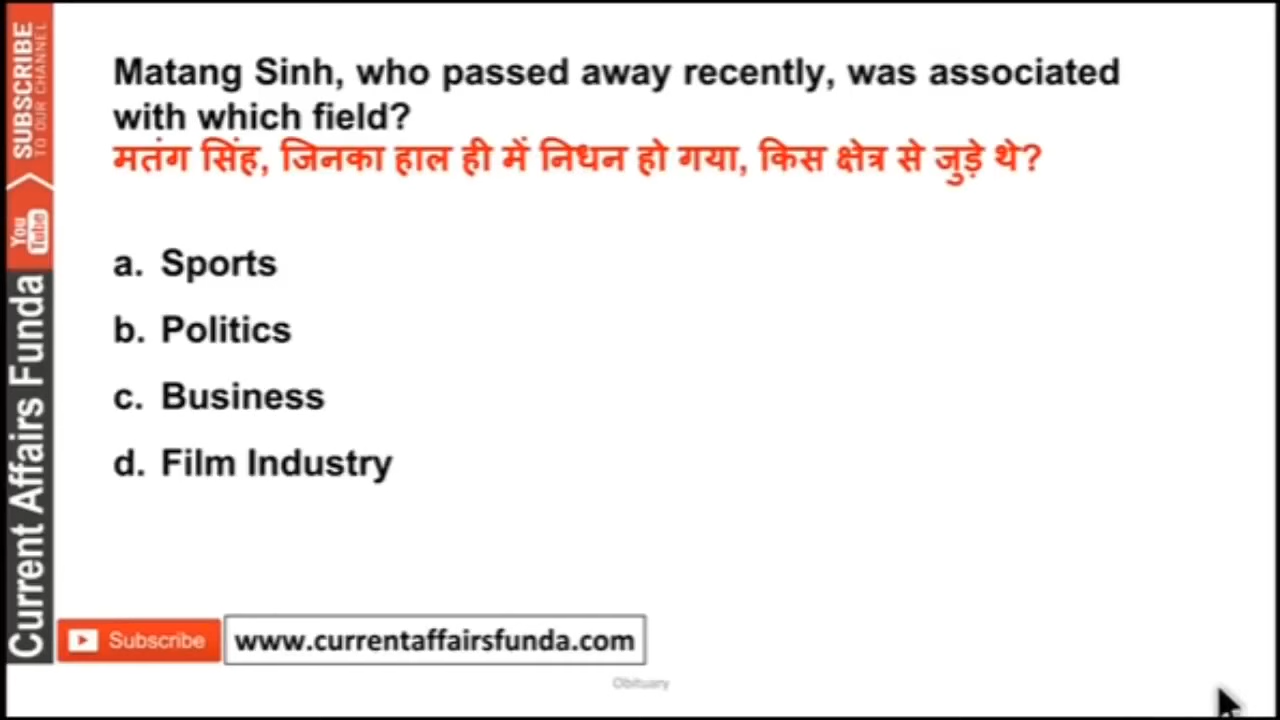 Matang Sinh, who passed away recently, was associated
with which field?
मतंग सिंह, जिनका हाल ही में निधन हो गया, किस क्षेत्र से जुड़े थे?
a. Sports
b. Politics
c. Business
d. Film Industry
SUBSCRIBE
TO OUR CHANNEL
You
Tube
Current Affairs Funda
Subscribe
www.currentaffairsfunda.com
Obituary